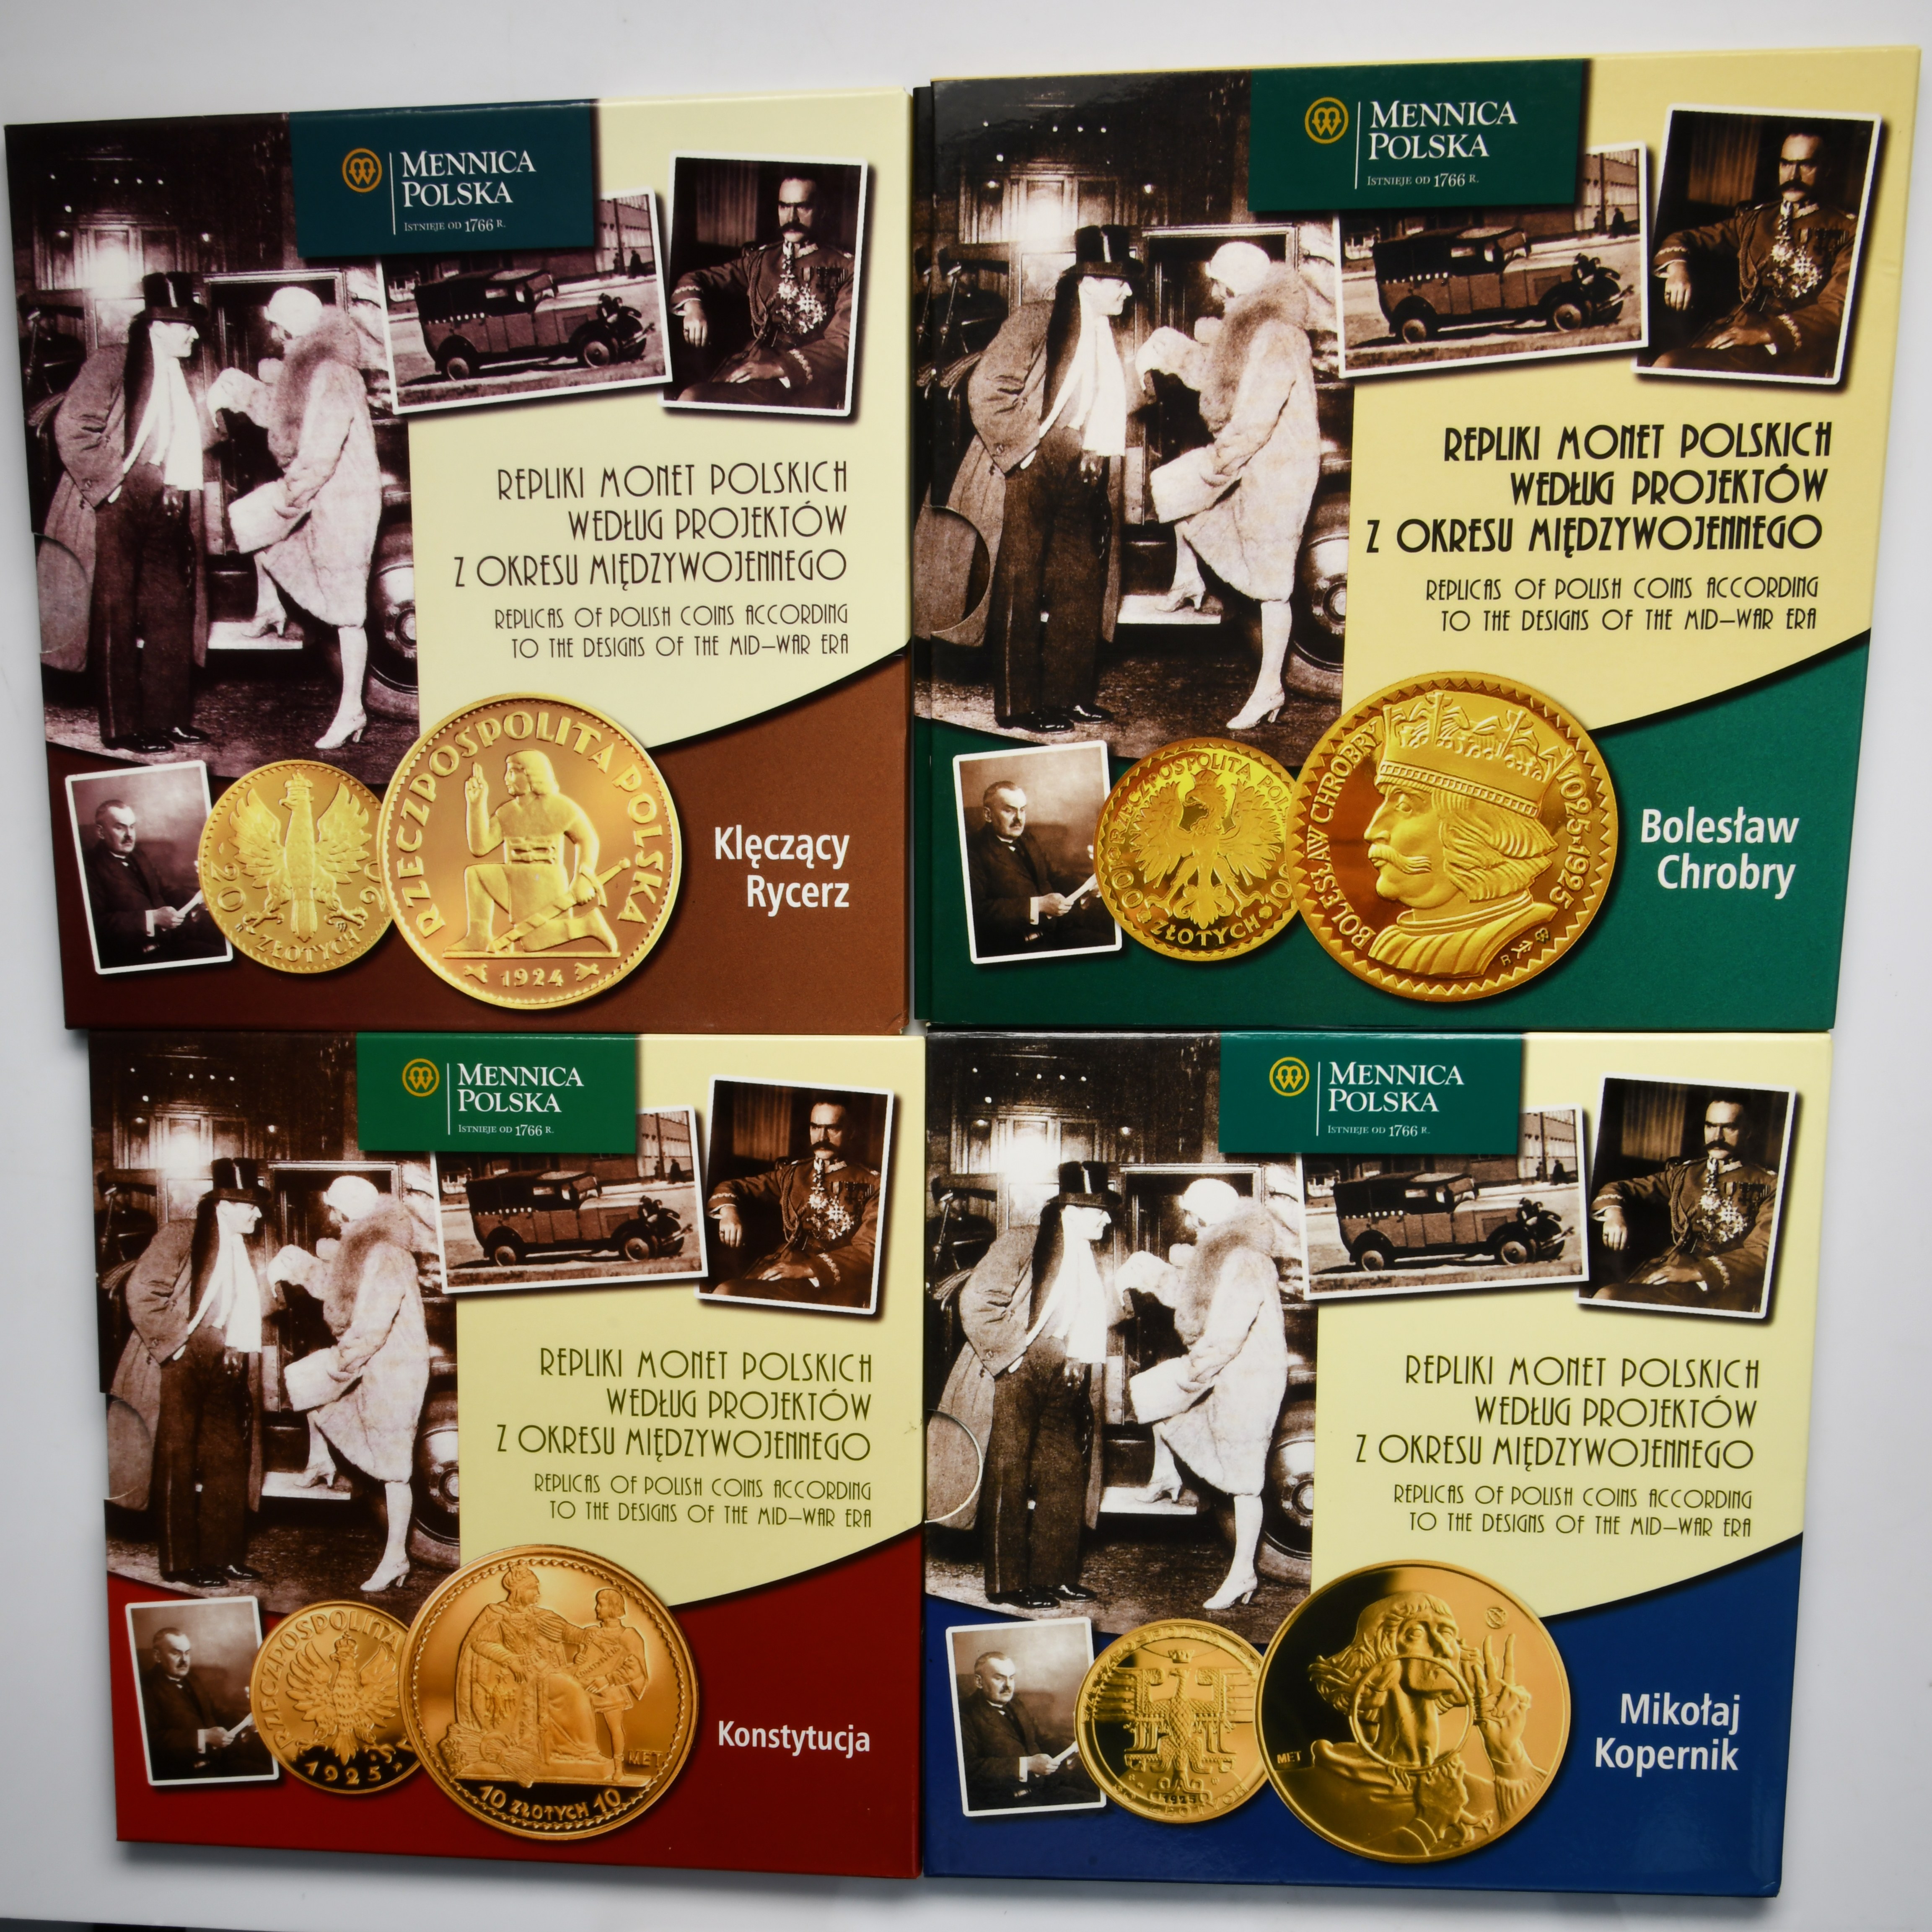 MENNICA
POLSKA
ISTNIEJE OD 1766 R.
REPLIKI MONET POLSKICH
WEDŁUG PROJEKTÓW
Z OKRESU MIĘDZYWOJENNEGO
REPLICAS OF POLISH COINS ACCORDING
TO THE DESIGNS OF THE MID–WAR ERA
20 ZŁOTYCH 20
RZECZPOSPOLITA POLSKA
1924
Klęczący
Rycerz
MENNICA
POLSKA
ISTNIEJE OD 1766 R.
REPLIKI MONET POLSKICH
WEDŁUG PROJEKTÓW
Z OKRESU MIĘDZYWOJENNEGO
REPLICAS OF POLISH COINS ACCORDING
TO THE DESIGNS OF THE MID–WAR ERA
RZECZPOSPOLITA POL
ZŁOTYCH
BOLESŁAW CHROBRY 1025·1925
Bolesław
Chrobry
MENNICA
POLSKA
ISTNIEJE OD 1766 R.
REPLIKI MONET POLSKICH
WEDŁUG PROJEKTÓW
Z OKRESU MIĘDZYWOJENNEGO
REPLICAS OF POLISH COINS ACCORDING
TO THE DESIGNS OF THE MID–WAR ERA
RZECZPOSPOLITA
1925
MET
10 ZŁOTYCH 10
Konstytucja
MENNICA
POLSKA
ISTNIEJE OD 1766 R.
REPLIKI MONET POLSKICH
WEDŁUG PROJEKTÓW
Z OKRESU MIĘDZYWOJENNEGO
REPLICAS OF POLISH COINS ACCORDING
TO THE DESIGNS OF THE MID–WAR ERA
1925
MET
Mikołaj
Kopernik